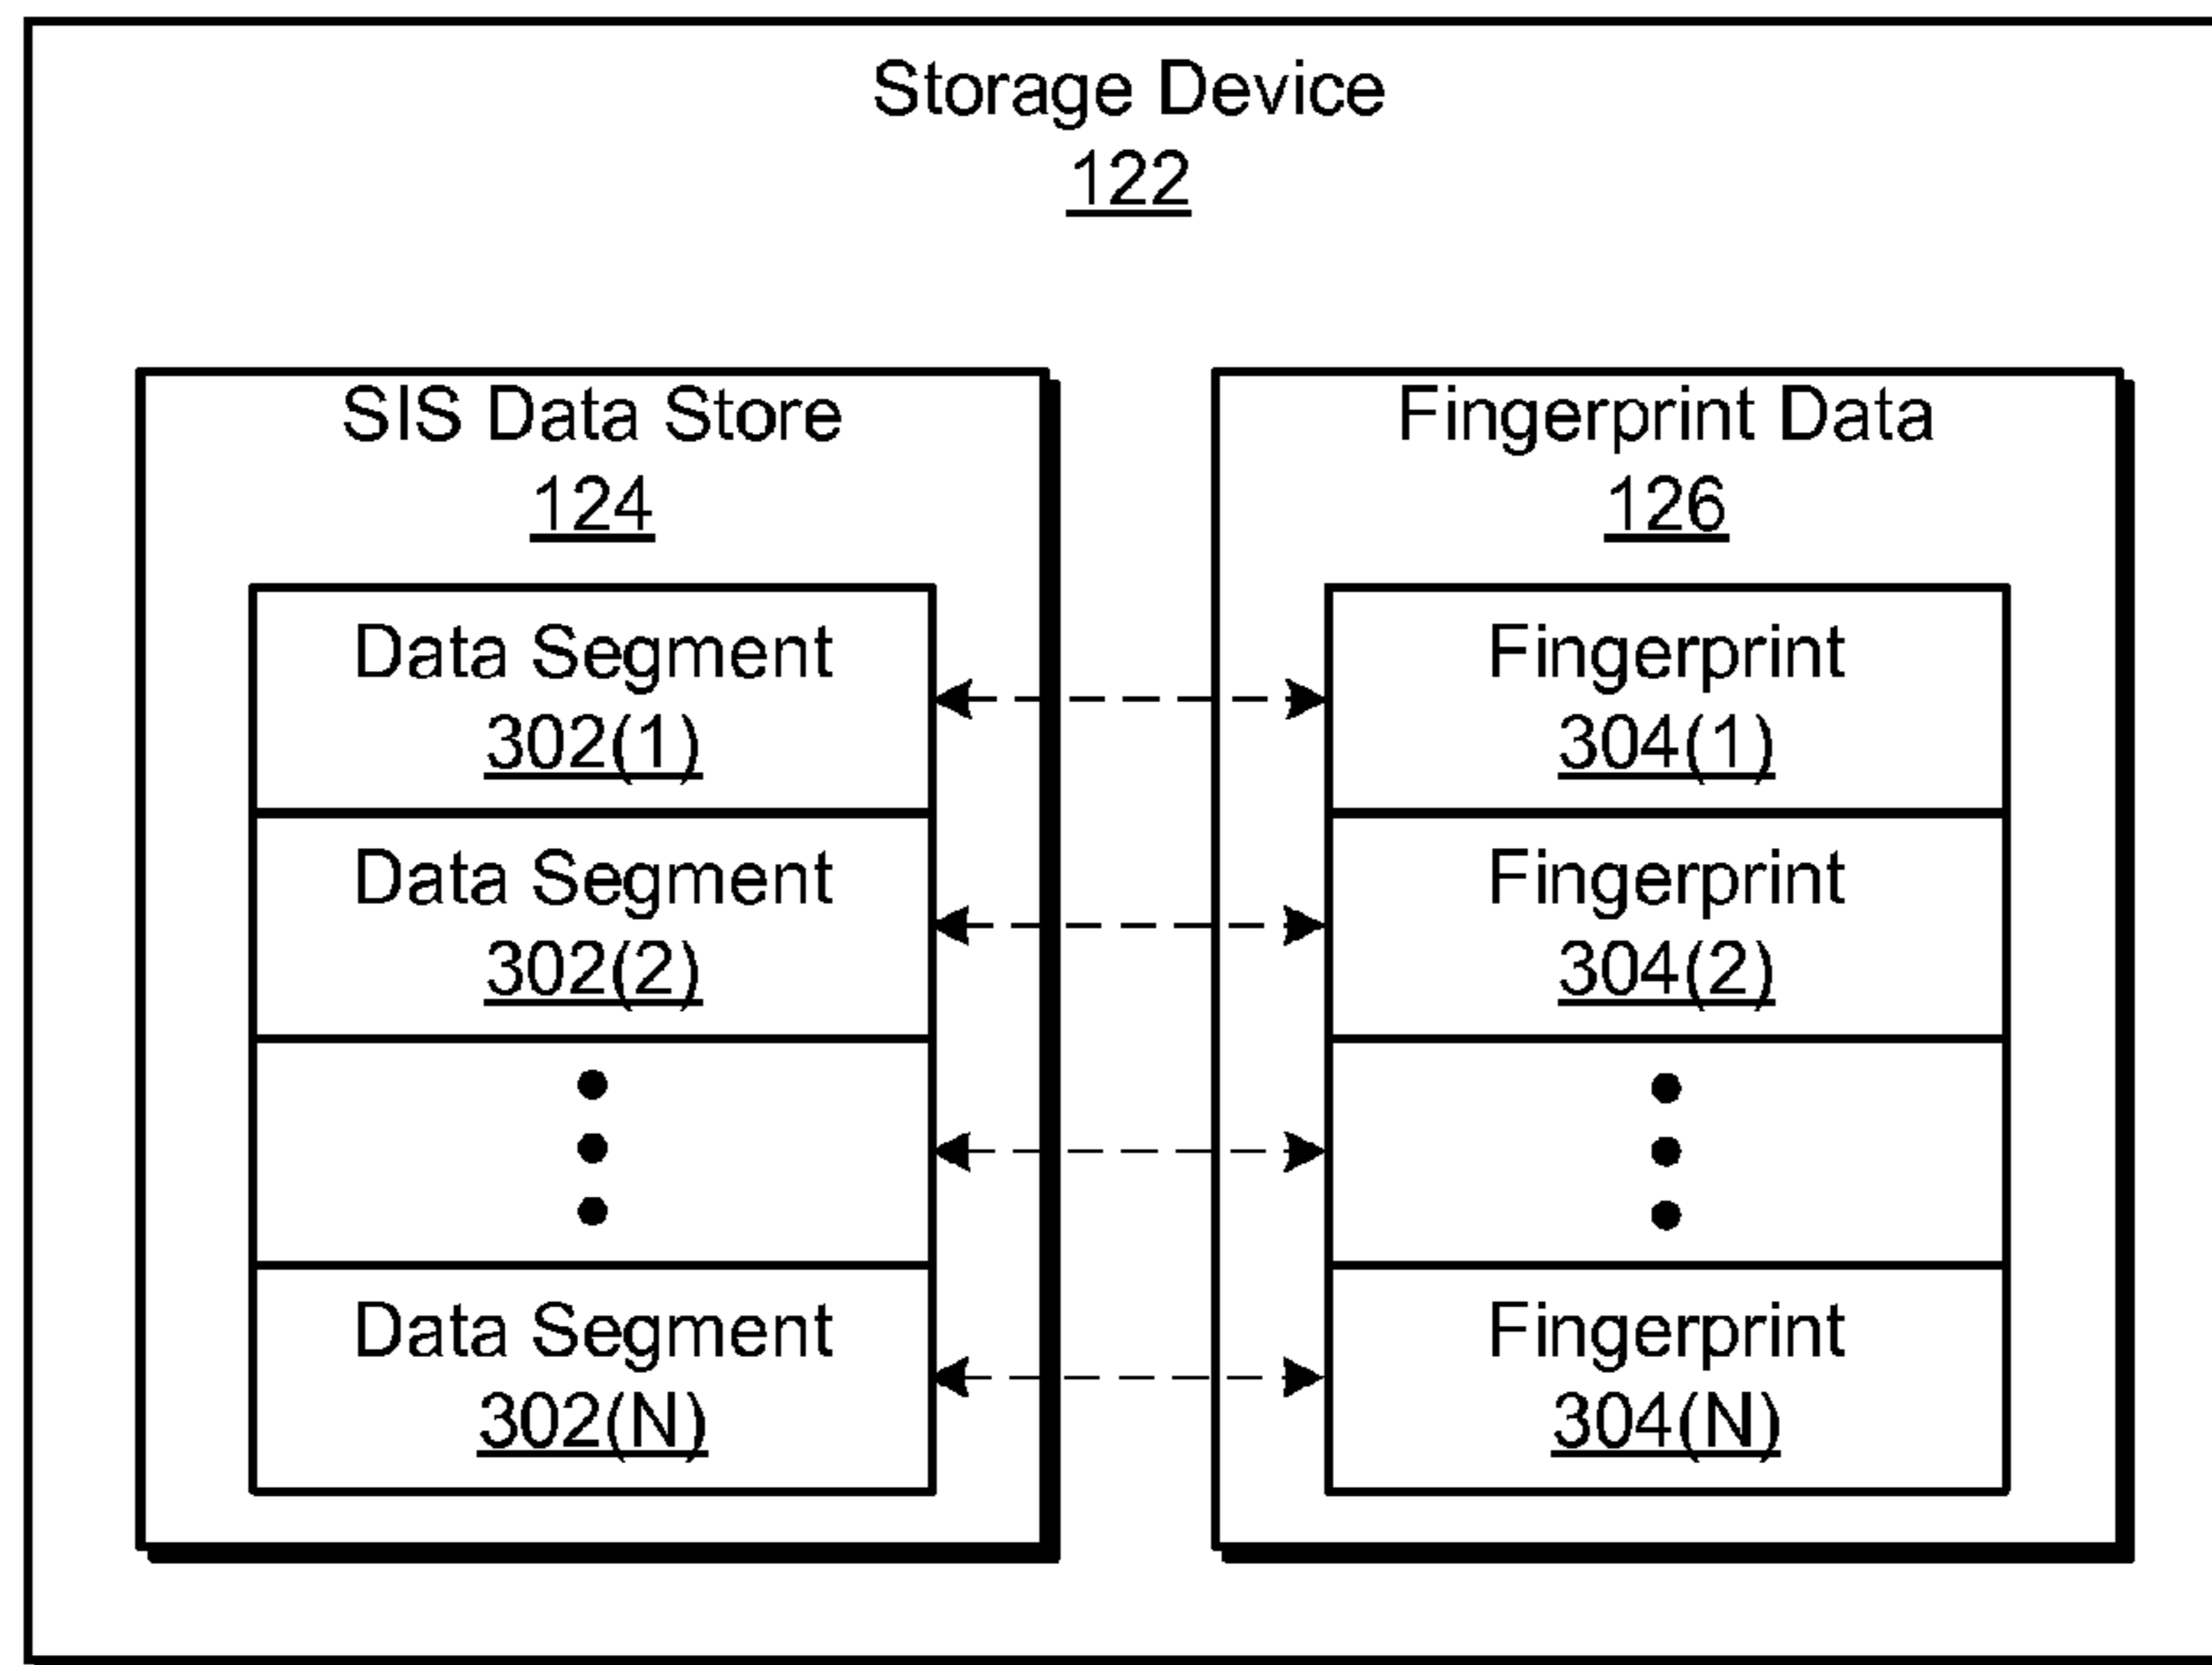 Storage Device
122
SIS Data Store
124
Data Segment
302(1)
Data Segment
302(2)
Data Segment
302(N)
Fingerprint Data
126
Fingerprint
304(1)
Fingerprint
304(2)
Fingerprint
304(N)